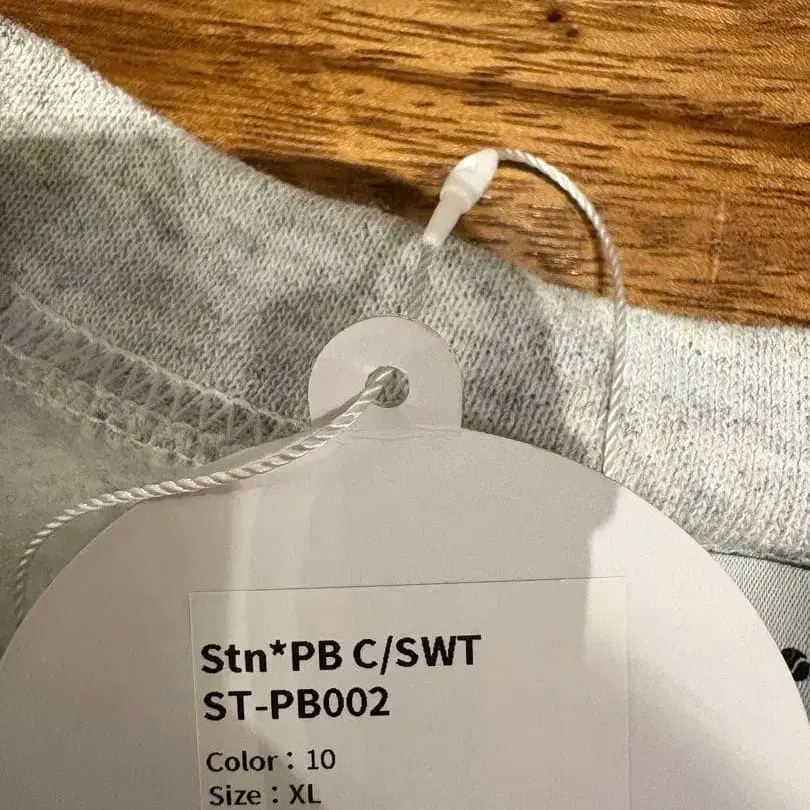 Stn*PB C/SWT
ST-PB002
Color : 10
Size : XL